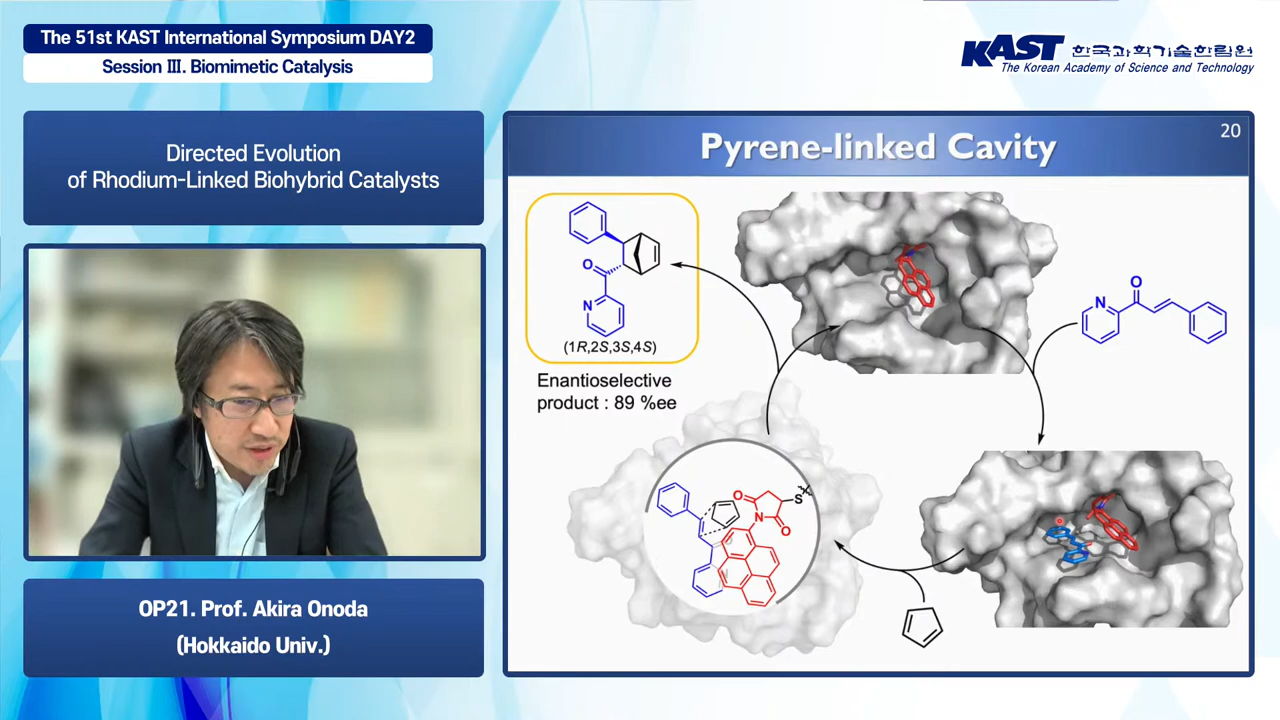 The 51st KAST International Symposium DAY2
Session Ⅲ. Biomimetic Catalysis
KAST 한국과학기술한림원
The Korean Academy of Science and Technology
Directed Evolution
of Rhodium-Linked Biohybrid Catalysts
OP21. Prof. Akira Onoda
(Hokkaido Univ.)
Pyrene-linked Cavity
20
O
N
(1R,2S,3S,4S)
Enantioselective
product : 89 %ee
O
N
O
S
N
O